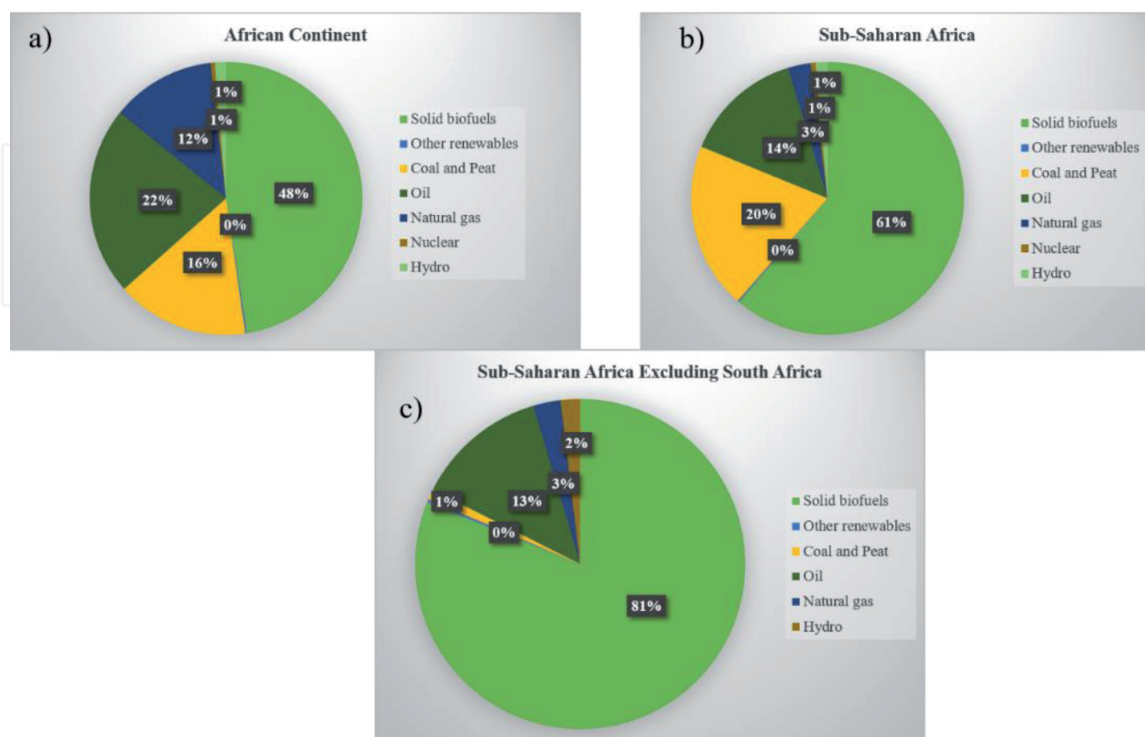 a)
African Continent
1%
1%
12%
22%
48%
0%
16%
Solid biofuels
Other renewables
Coal and Peat
Oil
Natural gas
Nuclear
Hydro
b)
Sub-Saharan Africa
1%
1%
3%
14%
20%
61%
0%
Solid biofuels
Other renewables
Coal and Peat
Oil
Natural gas
Nuclear
Hydro
c)
Sub-Saharan Africa Excluding South Africa
2%
3%
1%
13%
0%
81%
Solid biofuels
Other renewables
Coal and Peat
Oil
Natural gas
Hydro